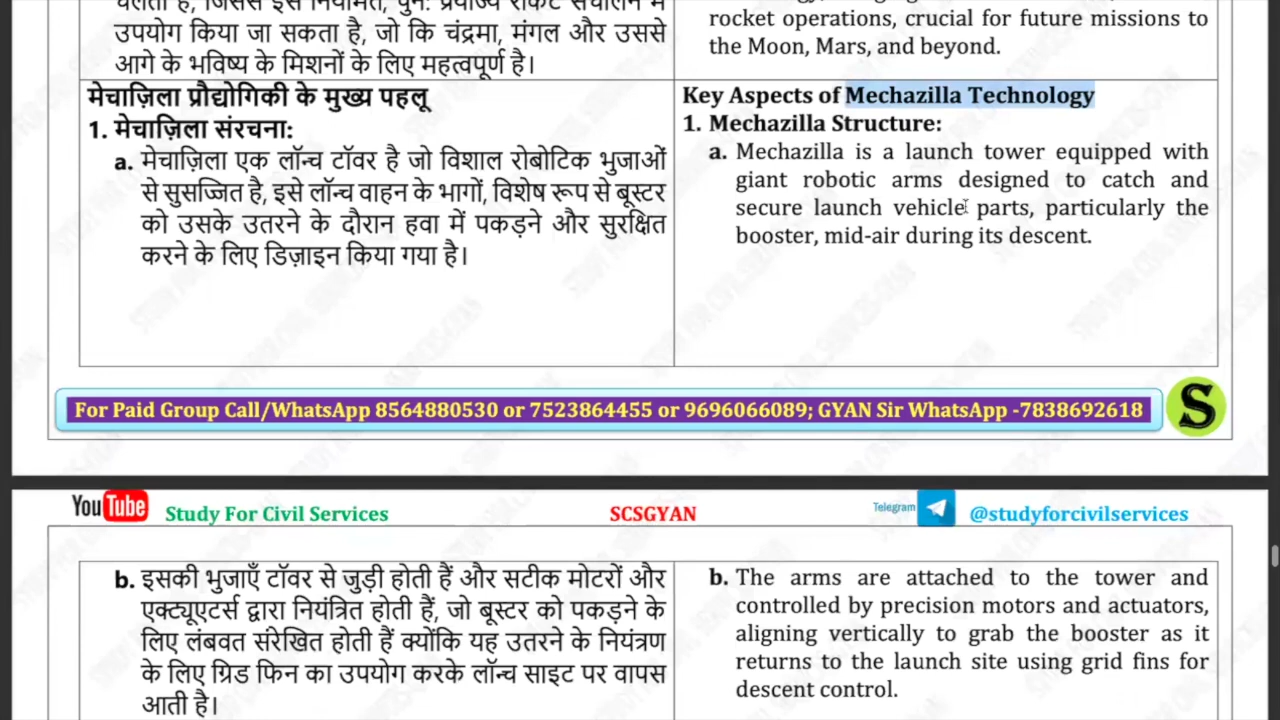 उपयोग किया जा सकता है, जो कि चंद्रमा, मंगल और उससे
आगे के भविष्य के मिशनों के लिए महत्वपूर्ण है।
rocket operations, crucial for future missions to
the Moon, Mars, and beyond.
मेचाज़िला प्रौद्योगिकी के मुख्य पहलू
1. मेचाज़िला संरचना:
a. मेचाज़िला एक लॉन्च टॉवर है जो विशाल रोबोटिक भुजाओं
से सुसज्जित है, इसे लॉन्च वाहन के भागों, विशेष रूप से बूस्टर
को उसके उतरने के दौरान हवा में पकड़ने और सुरक्षित
करने के लिए डिज़ाइन किया गया है।
Key Aspects of Mechazilla Technology
1. Mechazilla Structure:
a. Mechazilla is a launch tower equipped with
giant robotic arms designed to catch and
secure launch vehicle parts, particularly the
booster, mid-air during its descent.
For Paid Group Call/WhatsApp 8564880530 or 7523864455 or 9696066089; GYAN Sir WhatsApp -7838692618
S
YouTube Study For Civil Services SCSGYAN Telegram @studyforcivilservices
b. इसकी भुजाएँ टॉवर से जुड़ी होती हैं और सटीक मोटरों और
एक्ट्यूएटर्स द्वारा नियंत्रित होती हैं, जो बूस्टर को पकड़ने के
लिए लंबवत संरेखित होती हैं क्योंकि यह उतरने के नियंत्रण
के लिए ग्रिड फिन का उपयोग करके लॉन्च साइट पर वापस
आती है।
b. The arms are attached to the tower and
controlled by precision motors and actuators,
aligning vertically to grab the booster as it
returns to the launch site using grid fins for
descent control.